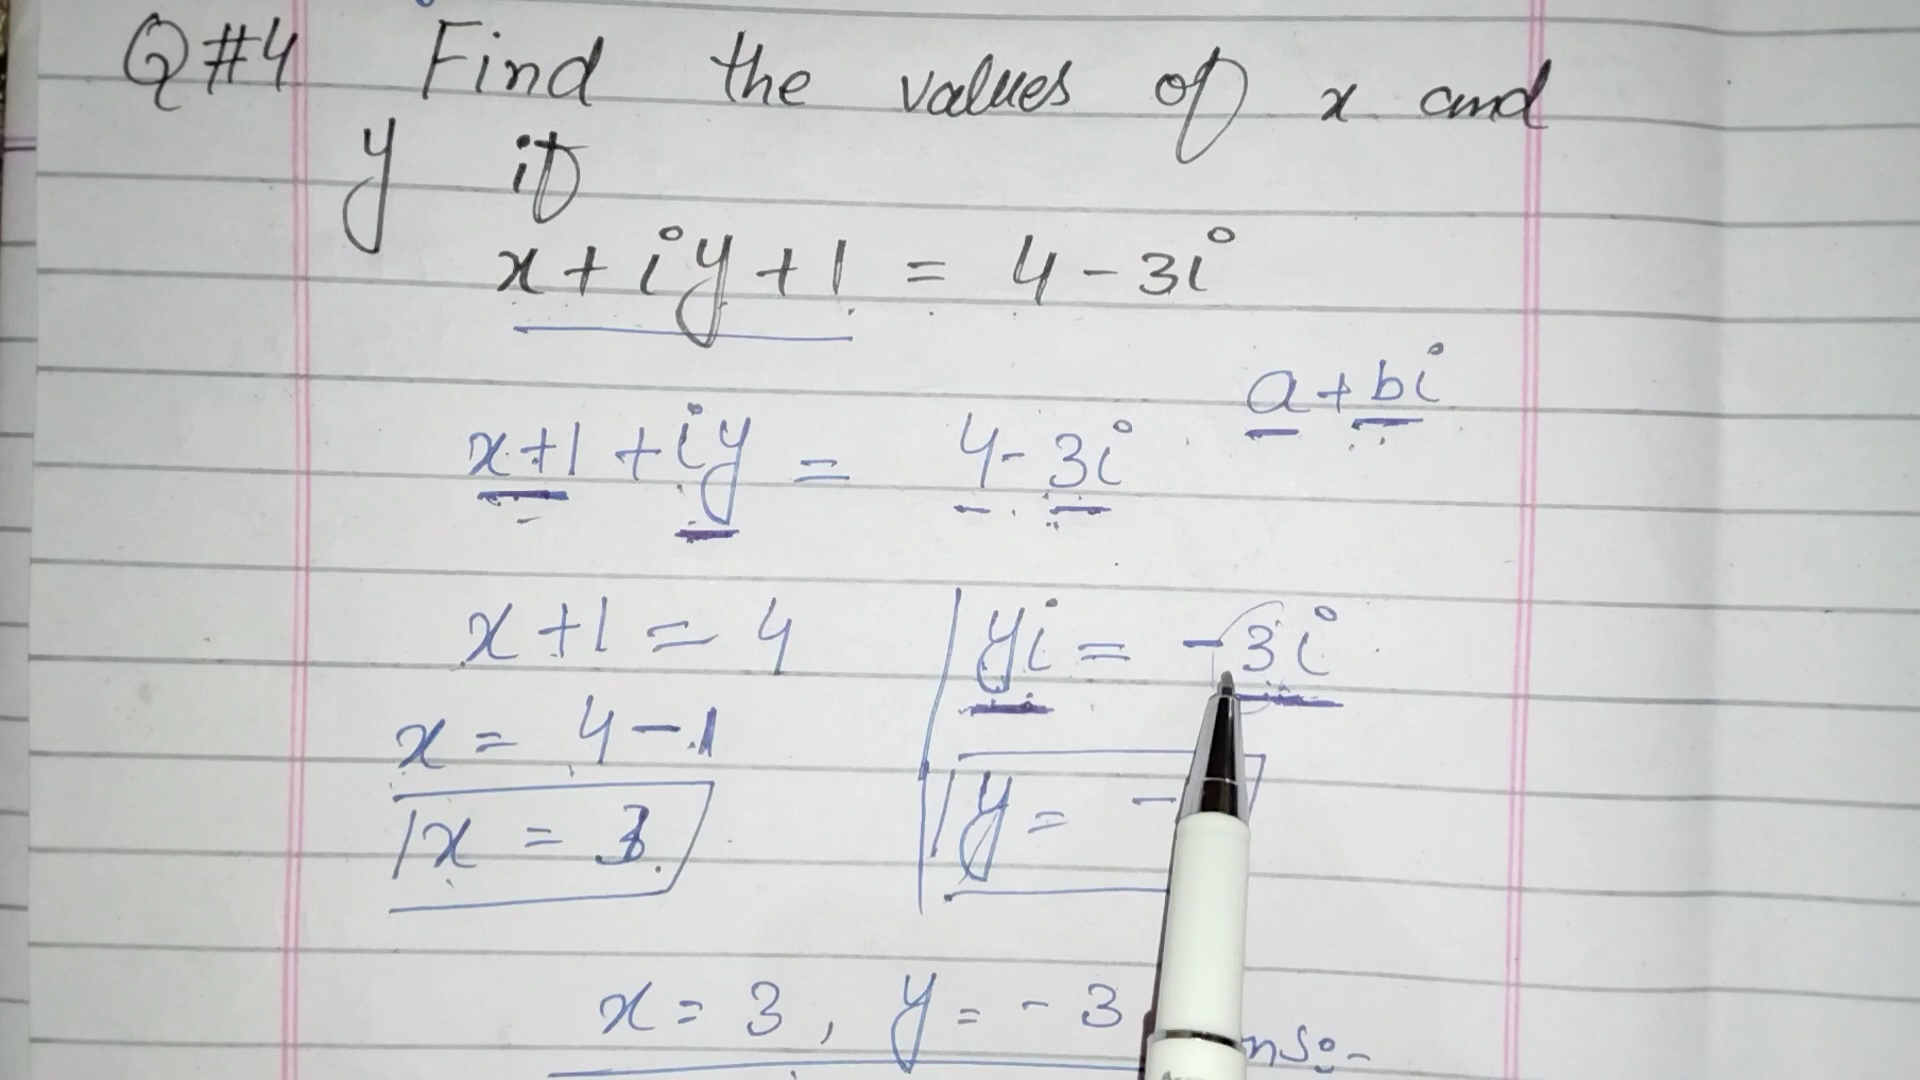 Q#4 Find the values of x and
y if
x + iy + 1 = 4 - 3i
a + bi
x+1 + iy = 4 - 3i
x + 1 = 4 | yi = -3i
x = 4 - 1
x = 3 | y = -
x = 3 , y = - 3